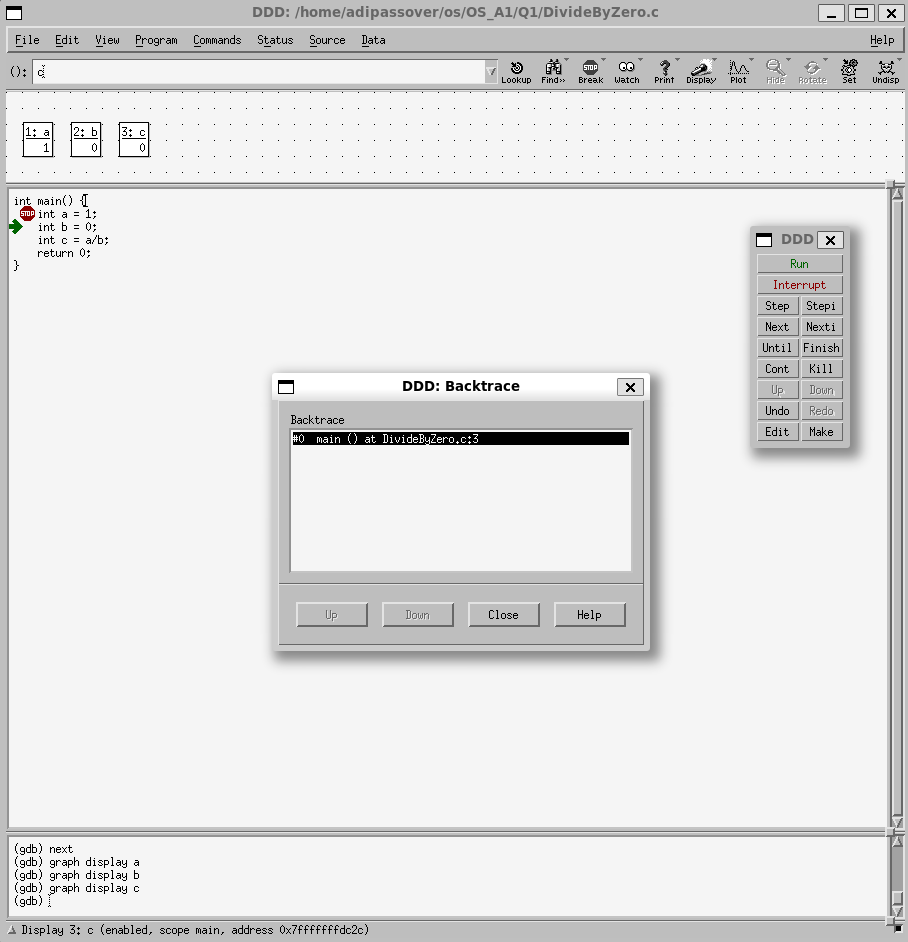 DDD: /home/adipassover/os/OS_A1/Q1/DivideByZero.c
File Edit View Program Commands Status Source Data Help
(): c
Lookup Find>> Break Watch Print Display Plot Hide Rotate Set Undisp
STOP
1: a 2: b 3: c
1 0 0
int main() {
STOP int a = 1;
int b = 0;
int c = a/b;
return 0;
}
DDD
Run
Interrupt
Step Stepi
Next Nexti
Until Finish
Cont Kill
Up Down
Undo Redo
Edit Make
DDD: Backtrace
Backtrace
#0 main () at DivideByZero.c:3
Up Down Close Help
(gdb) next
(gdb) graph display a
(gdb) graph display b
(gdb) graph display c
(gdb)
Display 3: c (enabled, scope main, address 0x7fffffffdc2c)